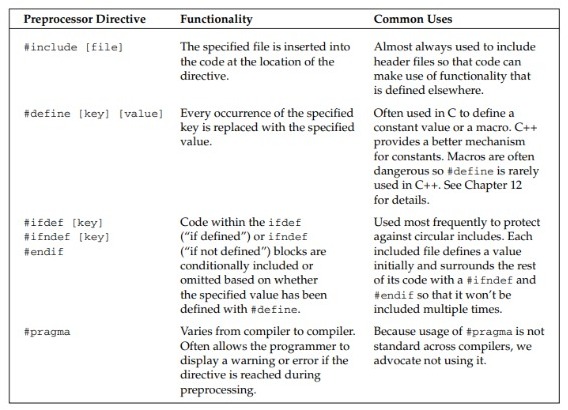 Preprocessor Directive Functionality Common Uses
#include [file] The specified file is inserted into Almost always used to include
the code at the location of the header files so that code can
directive. make use of functionality that
is defined elsewhere.
#define [key] [value] Every occurrence of the specified Often used in C to define a
key is replaced with the specified constant value or a macro. C++
value. provides a better mechanism
for constants. Macros are often
dangerous so #define is rarely
used in C++. See Chapter 12
for details.
#ifdef [key] Code within the ifdef Used most frequently to protect
#ifndef [key] ("if defined") or ifndef against circular includes. Each
#endif ("if not defined") blocks are included file defines a value
conditionally included or initially and surrounds the rest
omitted based on whether of its code with a #ifndef and
the specified value has been #endif so that it won't be
defined with #define. included multiple times.
#pragma Varies from compiler to compiler. Because usage of #pragma is not
Often allows the programmer to standard across compilers, we
display a warning or error if the advocate not using it.
directive is reached during
preprocessing.